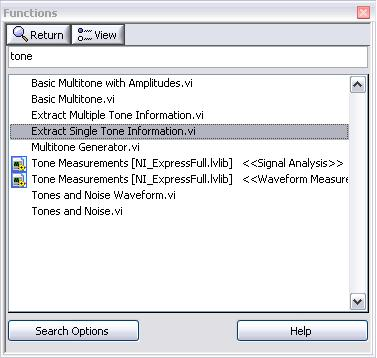 Functions
Return View
tone
Basic Multitone with Amplitudes.vi
Basic Multitone.vi
Extract Multiple Tone Information.vi
Extract Single Tone Information.vi
Multitone Generator.vi
Tone Measurements [NI_ExpressFull.lvlib] <<Signal Analysis>>
Tone Measurements [NI_ExpressFull.lvlib] <<Waveform Measure
Tones and Noise Waveform.vi
Tones and Noise.vi
Search Options Help